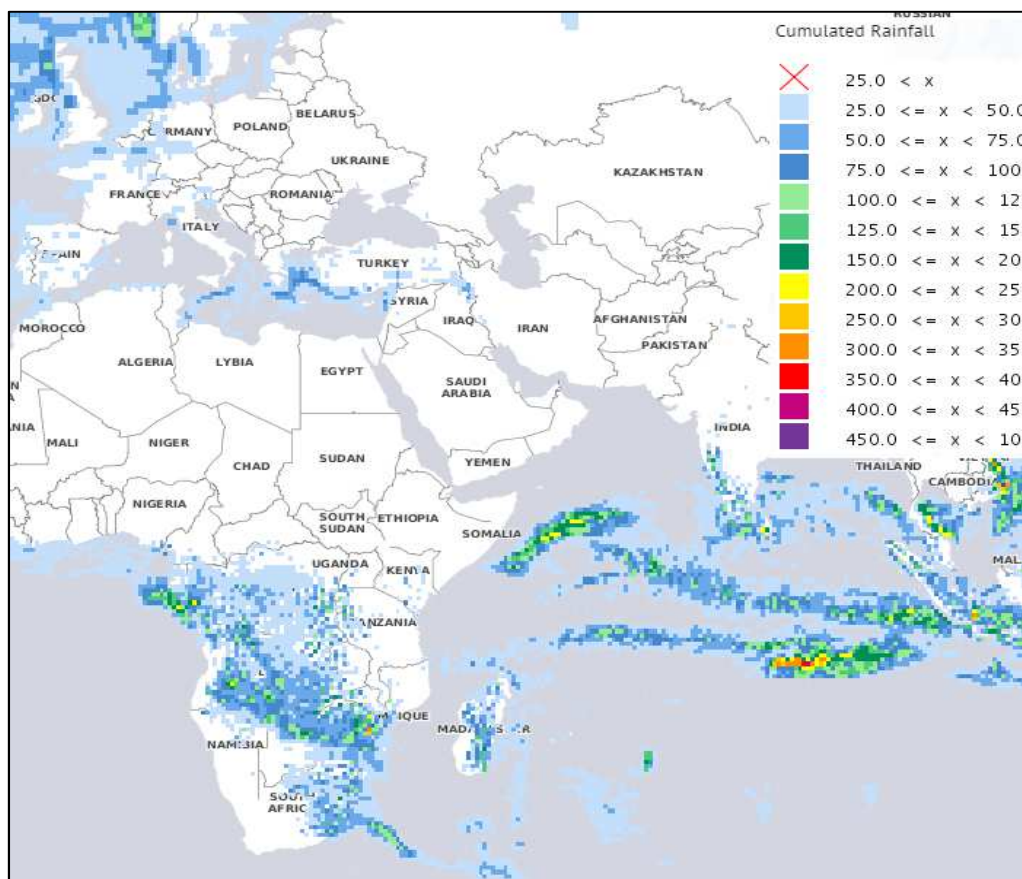 RUSSIAN
Cumulated Rainfall
25.0 < x
25.0 <= x < 50.0
50.0 <= x < 75.0
75.0 <= x < 100
100.0 <= x < 12
125.0 <= x < 15
150.0 <= x < 20
200.0 <= x < 25
250.0 <= x < 30
300.0 <= x < 35
350.0 <= x < 40
400.0 <= x < 45
450.0 <= x < 10
BELARUS
POLAND
UKRAINE
KAZAKHSTAN
FRANCE
ROMANIA
ITALY
TURKEY
SYRIA
IRAQ
IRAN
AFGHANISTAN
PAKISTAN
MOROCCO
ALGERIA
LYBIA
EGYPT
SAUDI
ARABIA
INDIA
MALI
NIGER
CHAD
SUDAN
YEMEN
THAILAND
CAMBODIA
NIGERIA
SOUTH
SUDAN
ETHIOPIA
SOMALIA
UGANDA
KENYA
NAMIBIA